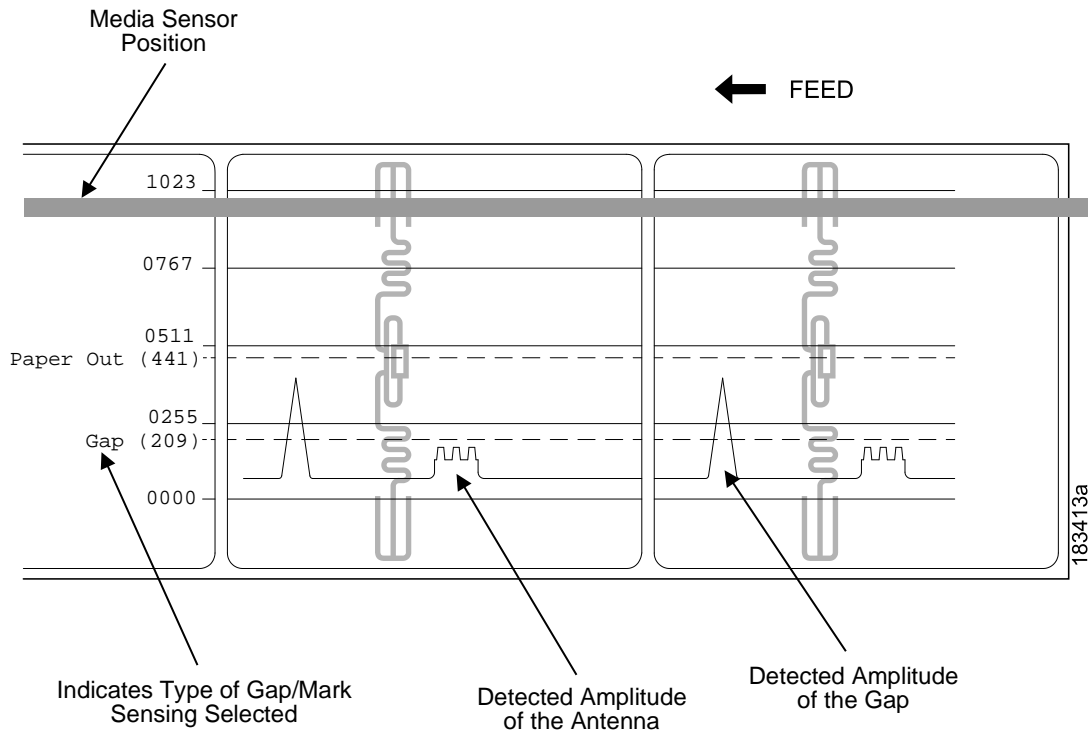 Media Sensor
Position
FEED
1023
0767
0511
Paper Out (441)
0255
Gap (209)
0000
183413a
Indicates Type of Gap/Mark
Sensing Selected
Detected Amplitude
of the Antenna
Detected Amplitude
of the Gap